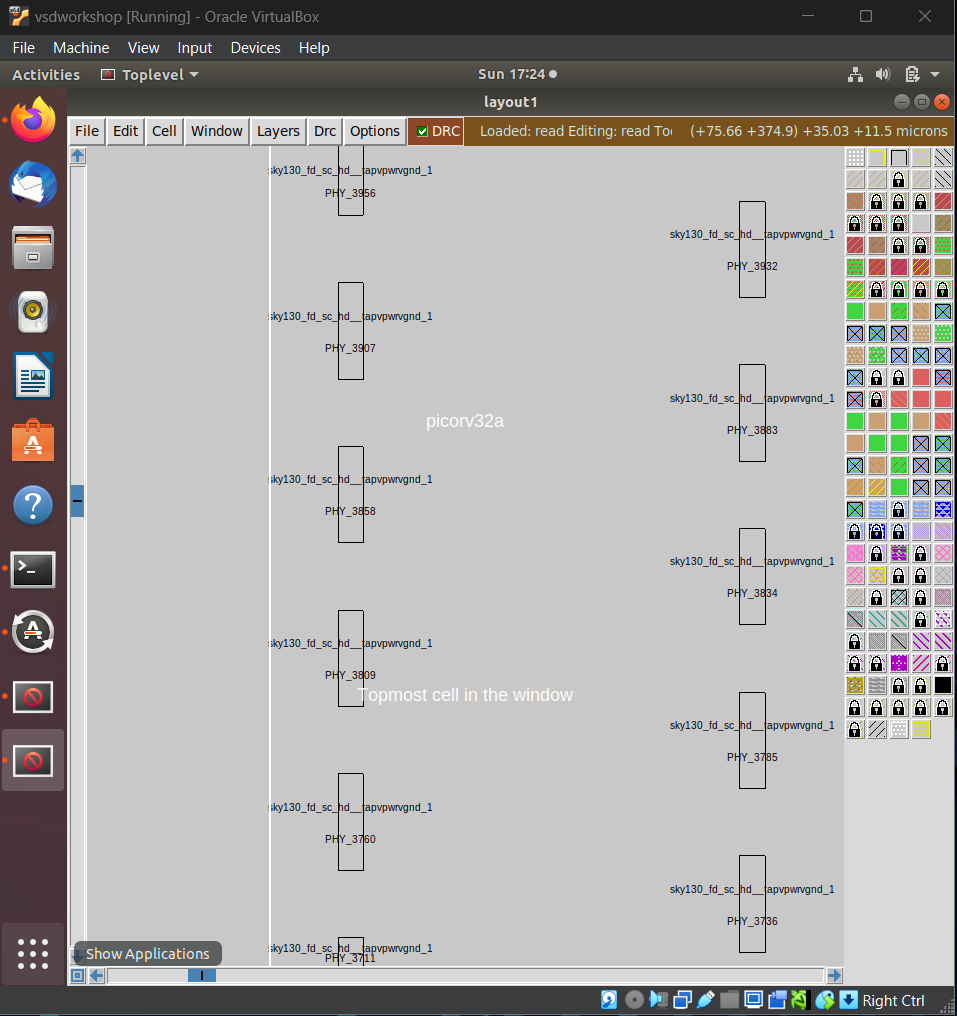 vsdworkshop [Running] - Oracle VirtualBox
File Machine View Input Devices Help
Activities Toplevel Sun 17:24
layout1
File Edit Cell Window Layers Drc Options DRC Loaded: read Editing: read Too (+75.66 +374.9) +35.03 +11.5 microns
sky130_fd_sc_hd__tapvpwrvgnd_1
PHY_3956
sky130_fd_sc_hd__tapvpwrvgnd_1
PHY_3932
sky130_fd_sc_hd__tapvpwrvgnd_1
PHY_3907
sky130_fd_sc_hd__tapvpwrvgnd_1
picorv32a
PHY_3883
sky130_fd_sc_hd__tapvpwrvgnd_1
PHY_3858
sky130_fd_sc_hd__tapvpwrvgnd_1
PHY_3834
sky130_fd_sc_hd__tapvpwrvgnd_1
PHY_3809
Topmost cell in the window
sky130_fd_sc_hd__tapvpwrvgnd_1
PHY_3785
sky130_fd_sc_hd__tapvpwrvgnd_1
PHY_3760
sky130_fd_sc_hd__tapvpwrvgnd_1
PHY_3736
sky130_fd_sc_hd__tapvpwrvgnd_1
PHY_3711
Show Applications
Right Ctrl